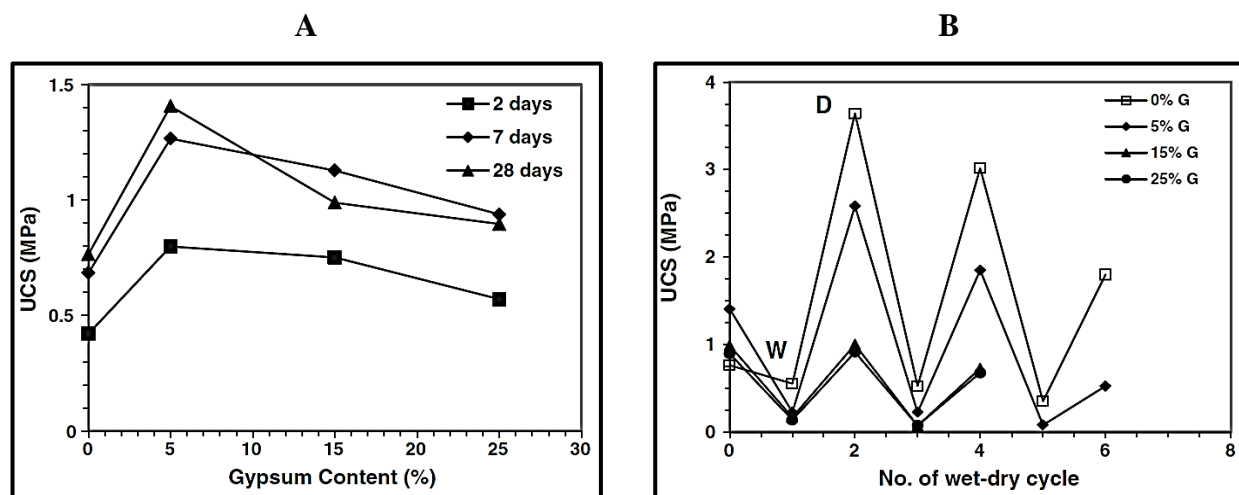 A
1.5
1
0.5
0
UCS (MPa)
0 5 10 15 20 25 30
Gypsum Content (%)
2 days
7 days
28 days
B
4
3
2
1
0
UCS (MPa)
D
W
0 2 4 6 8
No. of wet-dry cycle
0% G
5% G
15% G
25% G